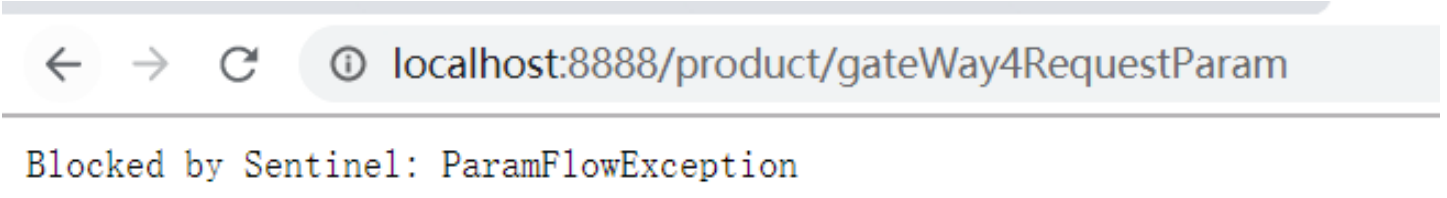 localhost:8888/product/gateWay4RequestParam
Blocked by Sentinel: ParamFlowException